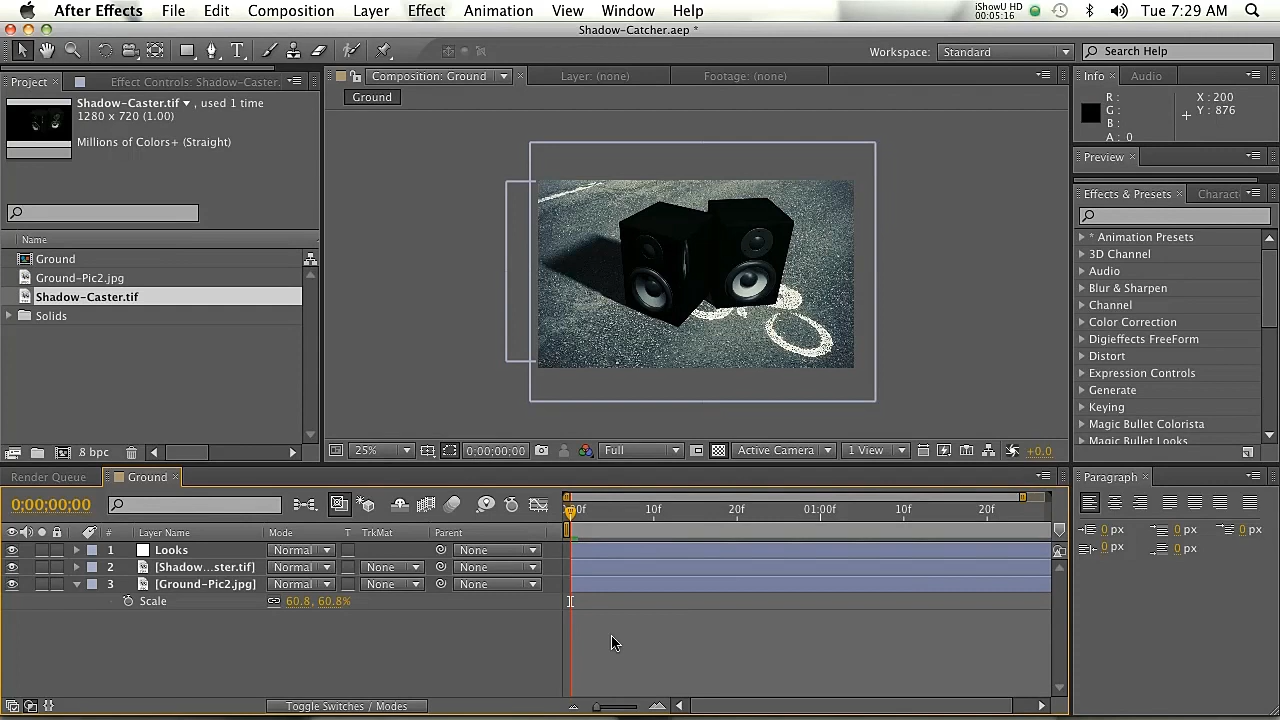 After Effects File Edit Composition Layer Effect Animation View Window Help iShowU HD 00:05:16 Tue 7:29 AM
Shadow-Catcher.aep *
Workspace: Standard Search Help
Project × Effect Controls: Shadow-Caster. Composition: Ground × Layer: (none) Footage: (none) Info × Audio
Shadow-Caster.tif ▾ , used 1 time
1280 x 720 (1.00)
Millions of Colors+ (Straight)
Ground
R : X : 200
G : Y : 876
B :
A : 0
Preview ×
Effects & Presets × Charact
Name
Ground
Ground-Pic2.jpg
Shadow-Caster.tif
Solids
* Animation Presets
3D Channel
Audio
Blur & Sharpen
Channel
Color Correction
Digieffects FreeForm
Distort
Expression Controls
Generate
Keying
Magic Bullet Colorista
Magic Bullet Looks
8 bpc 25% 0;00;00;00 Full Active Camera 1 View +0.0
Render Queue Ground × Paragraph ×
0;00;00;00
00f 10f 20f 01:00f 10f 20f
# Layer Name Mode T TrkMat Parent
1 Looks Normal None
2 [Shadow...ster.tif] Normal None None
3 [Ground-Pic2.jpg] Normal None None
Scale 60.8, 60.8%
0 px 0 px 0 px
0 px 0 px
Toggle Switches / Modes